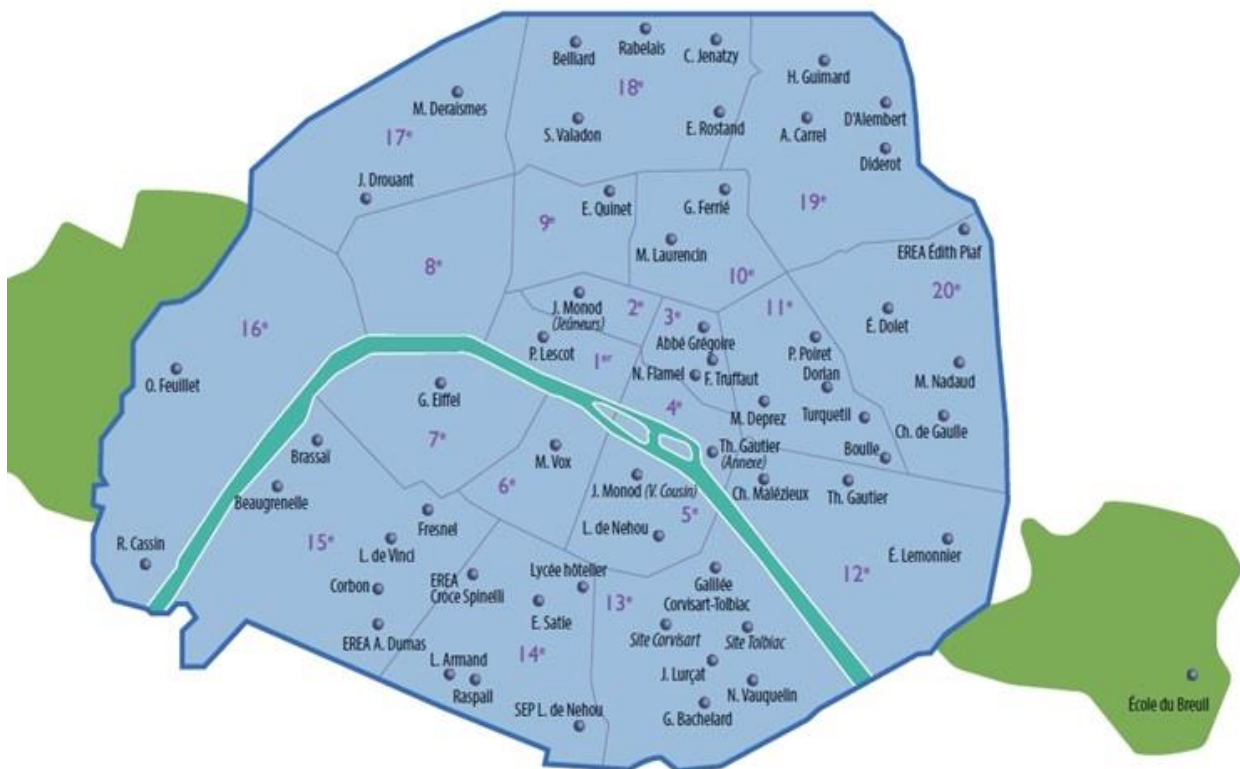 Belliard
Rabelais
C. Jenatzy
H. Guimard
M. Deraismes
18e
D'Alembert
17e
S. Valadon
E. Rostand
A. Carrel
Diderot
J. Drouant
E. Quinet
G. Ferrié
19e
9e
M. Laurencin
EREA Édith Piaf
8e
10e
20e
J. Monod
(Jeûneurs)
2e
3e
11e
É. Dolet
16e
Abbé Grégoire
P. Lescot
1er
P. Poiret
Dorian
O. Feuillet
N. Flamel
F. Truffaut
M. Nadaud
G. Eiffel
4e
M. Deprez
Turquetil
Ch. de Gaulle
7e
Brassaï
M. Vox
Th. Gautier
(Annexe)
Boulle
Beaugrenelle
6e
J. Monod (V. Cousin)
Ch. Malézieux
Th. Gautier
5e
Fresnel
15e
L. de Nehou
R. Cassin
L. de Vinci
É. Lemonnier
Lycée hôtelier
12e
Corbon
EREA
Croce Spinelli
Galilée
Corvisart-Tolbiac
13e
E. Satie
EREA A. Dumas
Site Corvisart
Site Tolbiac
14e
L. Armand
J. Lurçat
Raspail
N. Vauquelin
SEP L. de Nehou
G. Bachelard
École du Breuil